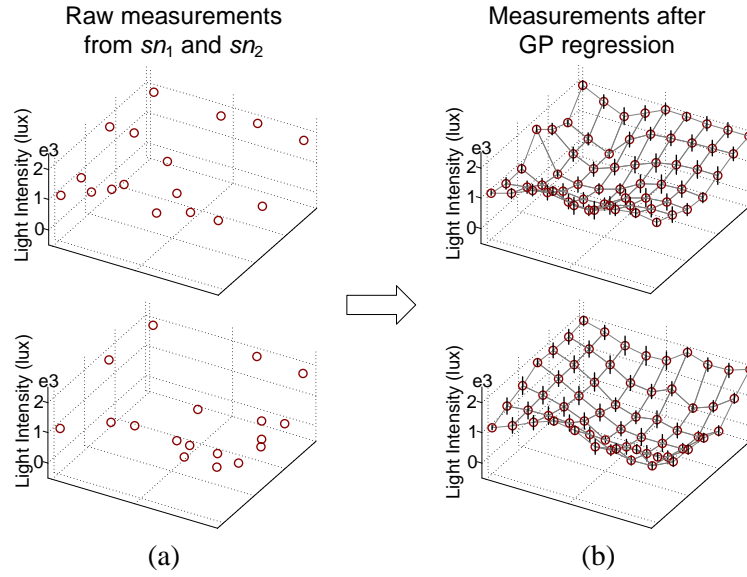 Raw measurements
from sn₁ and sn₂
Measurements after
GP regression
Light Intensity (lux)
e3
2
1
0
Light Intensity (lux)
e3
2
1
0
Light Intensity (lux)
e3
2
1
0
Light Intensity (lux)
e3
2
1
0
(a)
(b)